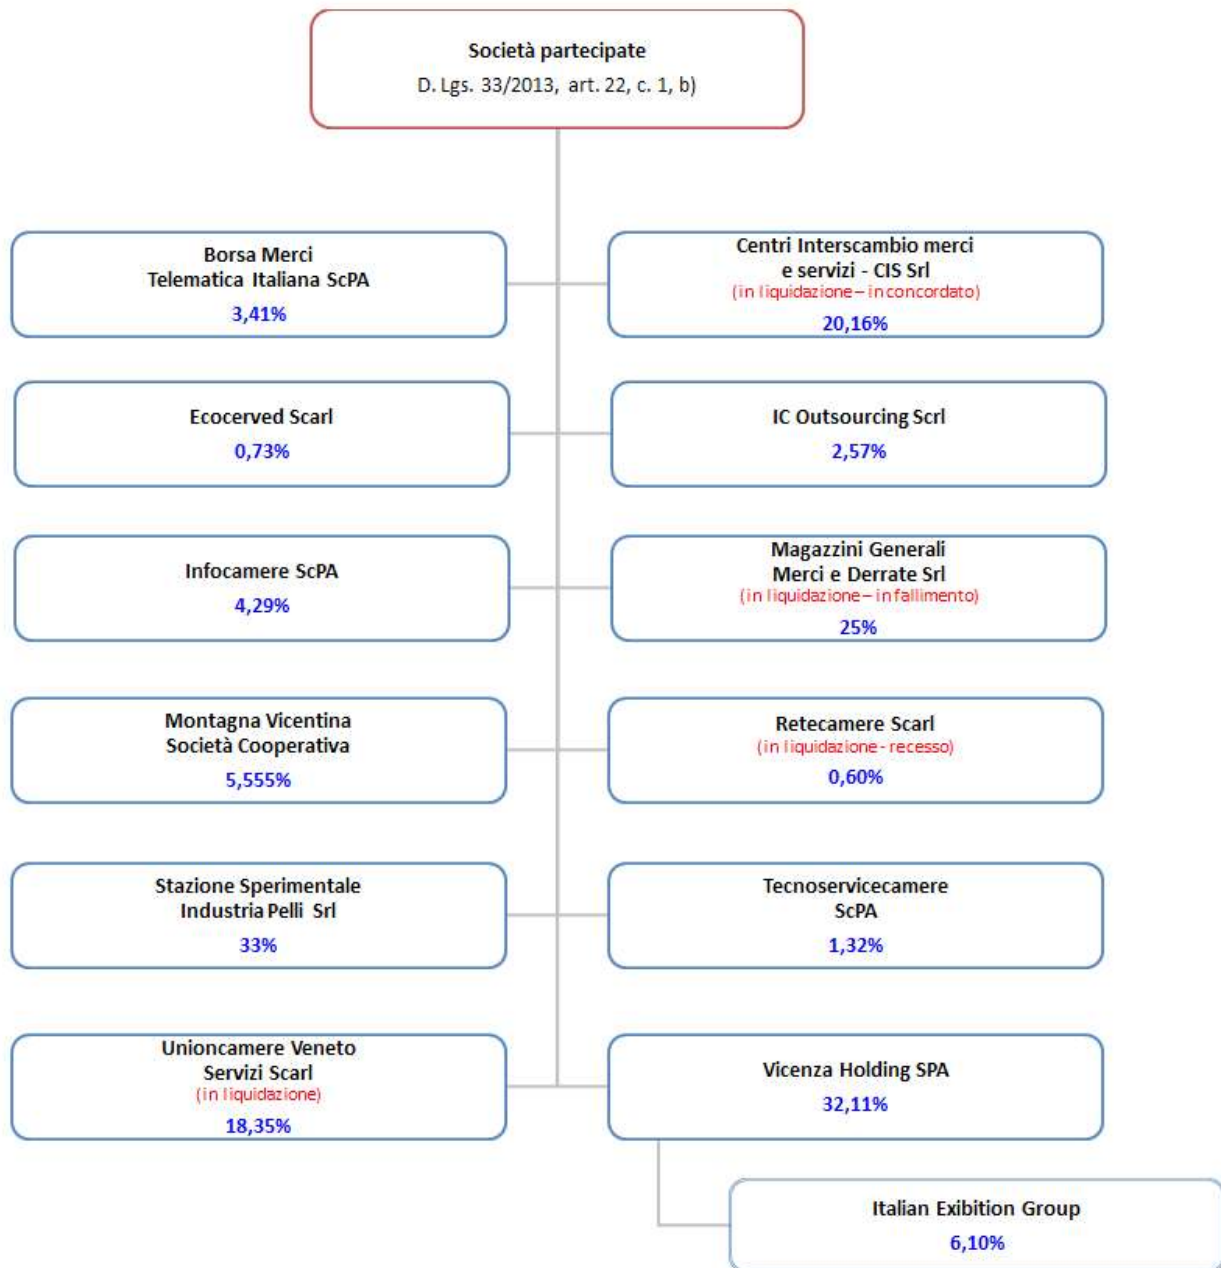 Società partecipate
D. Lgs. 33/2013, art. 22, c. 1, b)
Borsa Merci
Telematica Italiana ScPA
3,41%
Centri Interscambio merci
e servizi - CIS Srl
(in liquidazione – in concordato)
20,16%
Ecocerved Scarl
0,73%
IC Outsourcing Scrl
2,57%
Infocamere ScPA
4,29%
Magazzini Generali
Merci e Derrate Srl
(in liquidazione – in fallimento)
25%
Montagna Vicentina
Società Cooperativa
5,555%
Retecamere Scarl
(in liquidazione - recesso)
0,60%
Stazione Sperimentale
Industria Pelli Srl
33%
Tecnoservicecamere
ScPA
1,32%
Unioncamere Veneto
Servizi Scarl
(in liquidazione)
18,35%
Vicenza Holding SPA
32,11%
Italian Exibition Group
6,10%